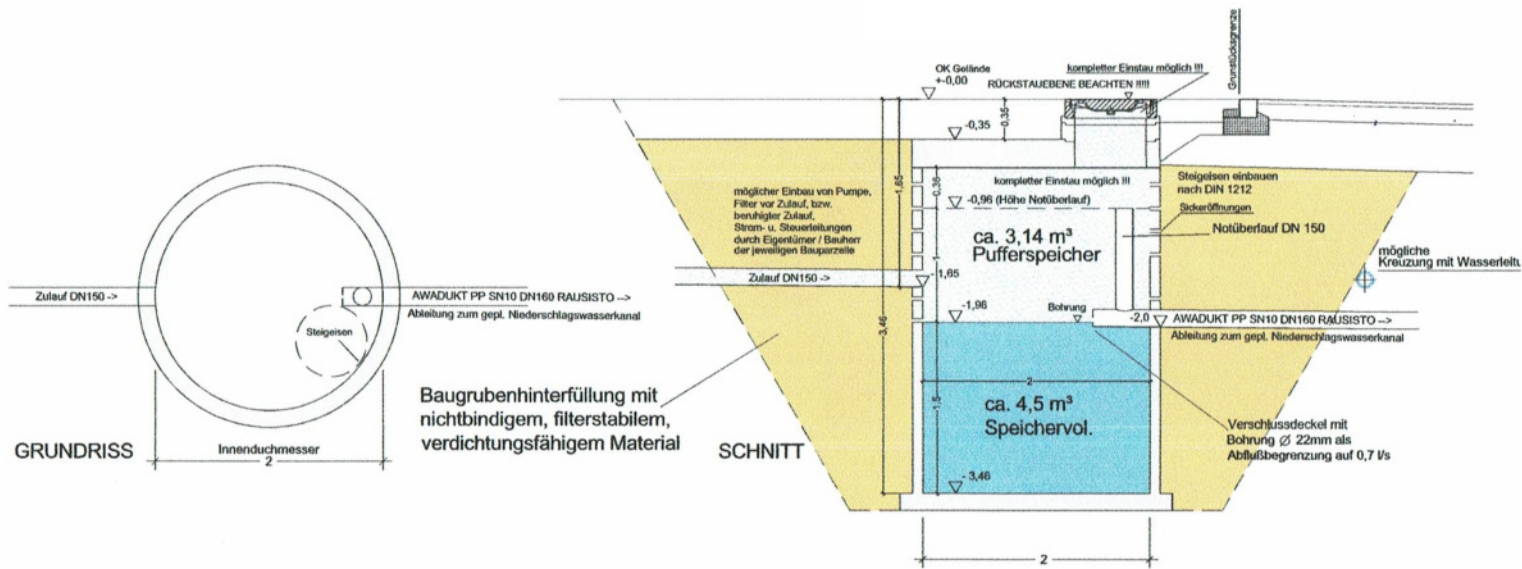 Zulauf DN150 ->
AWADUKT PP SN10 DN160 RAUSISTO -->
Ableitung zum gepl. Niederschlagswasserkanal
Steigeisen
GRUNDRISS
Innenduchmesser
2
Baugrubenhinterfüllung mit
nichtbindigem, filterstabilem,
verdichtungsfähigem Material
SCHNITT
OK Gelände
+-0,00
kompletter Einstau möglich !!!
RÜCKSTAUEBENE BEACHTEN !!!!!
Grunstücksgrenze
-0,35
0,35
1,65
3,46
0,36
1
1,5
möglicher Einbau von Pumpe,
Filter vor Zulauf, bzw.
beruhigter Zulauf,
Strom- u. Steuerleitungen
durch Eigentümer / Bauherr
der jeweiligen Bauparzelle
kompletter Einstau möglich !!!
-0,96 (Höhe Notüberlauf)
ca. 3,14 m³
Pufferspeicher
Steigeisen einbauen
nach DIN 1212
Sickeröffnungen
Notüberlauf DN 150
mögliche
Kreuzung mit Wasserleitu
Zulauf DN150 ->
-1,65
-1,96
Bohrung
-2,0
AWADUKT PP SN10 DN160 RAUSISTO -->
Ableitung zum gepl. Niederschlagswasserkanal
2
ca. 4,5 m³
Speichervol.
Verschlussdeckel mit
Bohrung Ø 22mm als
Abflußbegrenzung auf 0,7 l/s
- 3,46
2